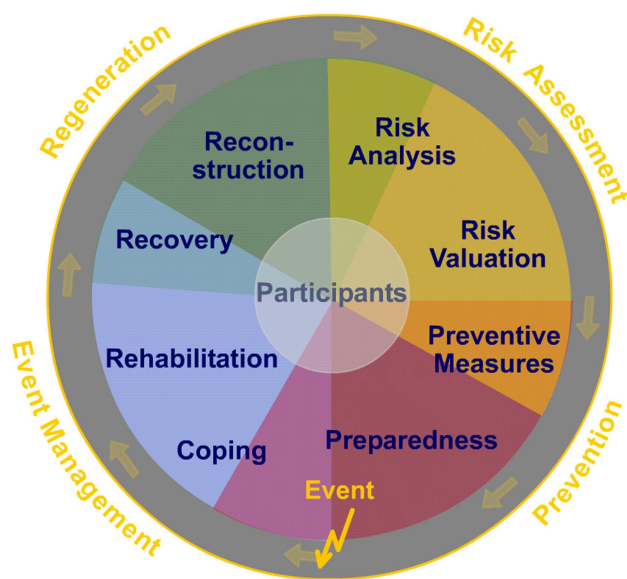 Regeneration
Risk Assessment
Recon-
struction
Risk
Analysis
Recovery
Risk
Valuation
Participants
Preventive
Measures
Rehabilitation
Coping
Preparedness
Event
Event Management
Prevention